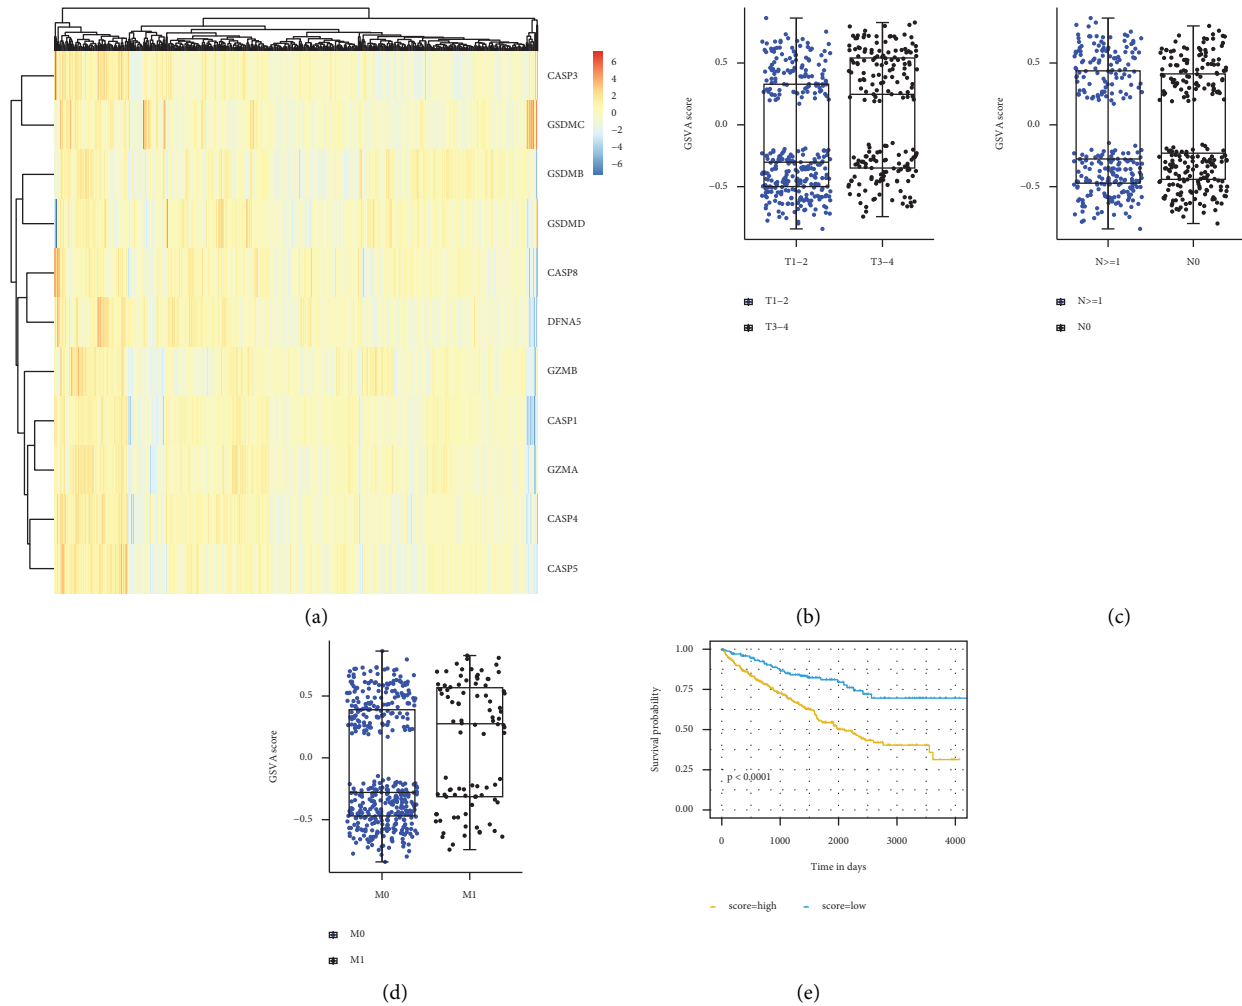 CASP3
GSDMC
GSDMB
GSDMD
CASP8
DFNA5
GZMB
CASP1
GZMA
CASP4
CASP5
6
4
2
0
−2
−4
−6
(a)
GSVA score
0.5
0.0
−0.5
T1−2
T3−4
T1−2
T3−4
(b)
GSVA score
0.5
0.0
−0.5
N>=1
N0
N>=1
N0
(c)
GSVA score
0.5
0.0
−0.5
M0
M1
M0
M1
(d)
Survival probability
1.00
0.75
0.50
0.25
0.00
p < 0.0001
0
1000
2000
3000
4000
Time in days
score=high
score=low
(e)